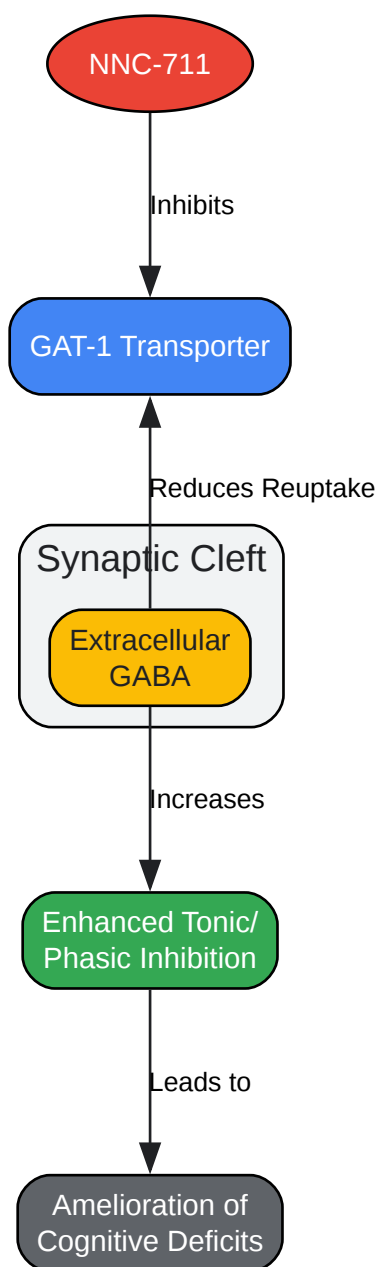 NNC-711
Inhibits
GAT-1 Transporter
Reduces Reuptake
Synaptic Cleft
Extracellular
GABA
Increases
Enhanced Tonic/
Phasic Inhibition
Leads to
Amelioration of
Cognitive Deficits